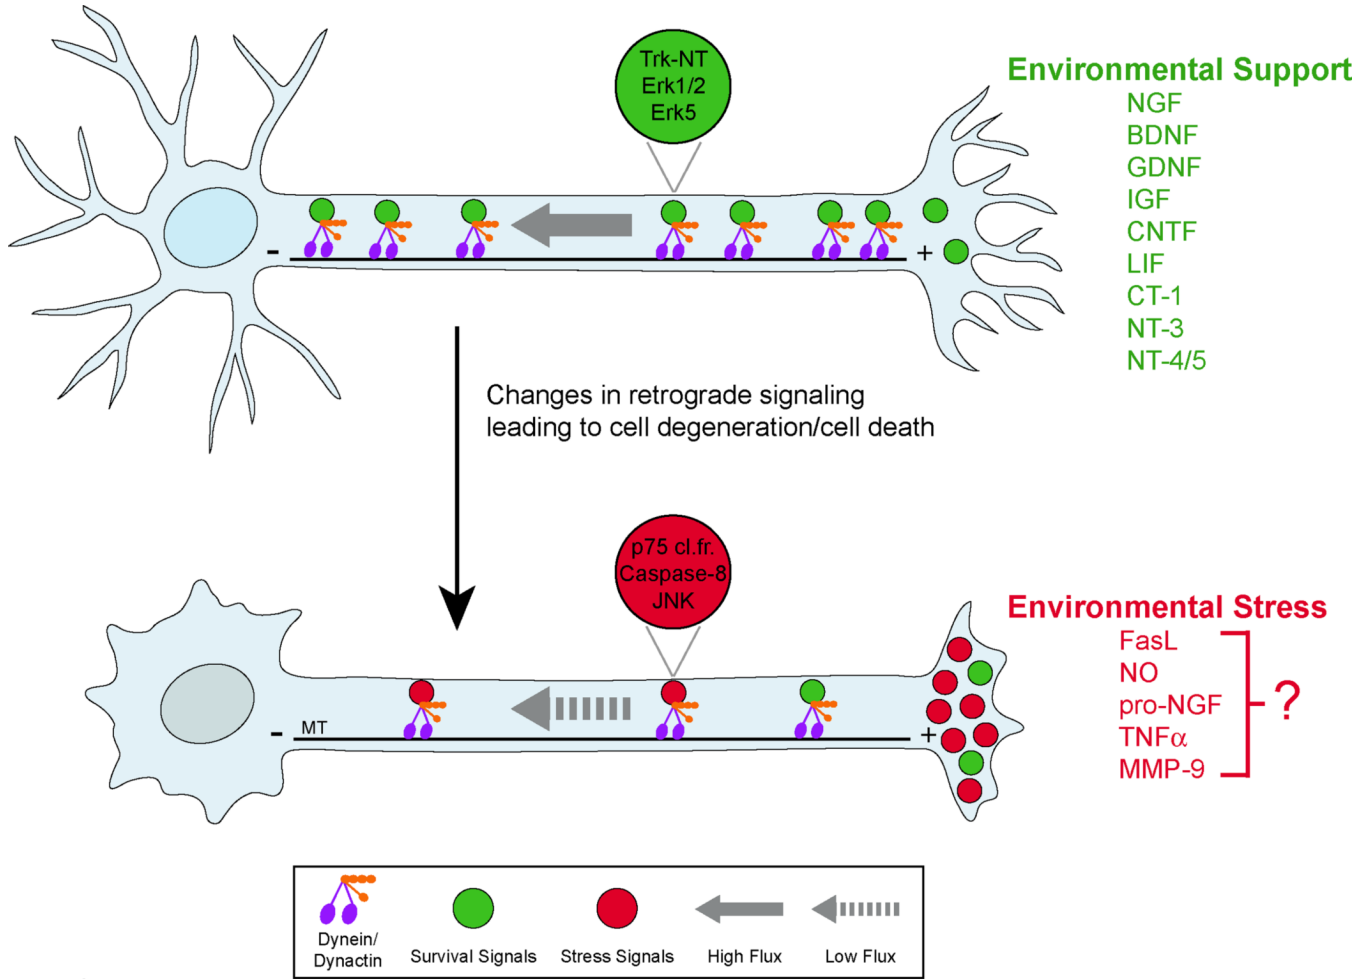 Trk-NT
Erk1/2
Erk5
Environmental Support
NGF
BDNF
GDNF
IGF
CNTF
LIF
CT-1
NT-3
NT-4/5
- +
Changes in retrograde signaling
leading to cell degeneration/cell death
p75 cl.fr.
Caspase-8
JNK
Environmental Stress
FasL
NO
pro-NGF
TNFα
MMP-9
?
- MT +
Dynein/
Dynactin
Survival Signals
Stress Signals
High Flux
Low Flux